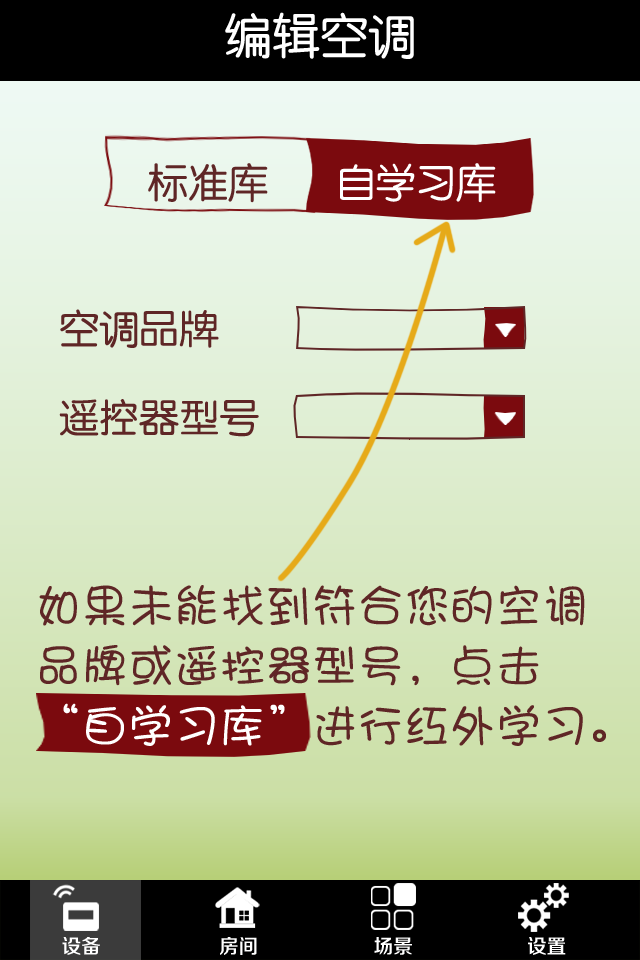 编辑空调
标准库 自学习库
空调品牌
遥控器型号
如果未能找到符合您的空调
品牌或遥控器型号，点击
“自学习库”进行红外学习。
设备 房间 场景 设置